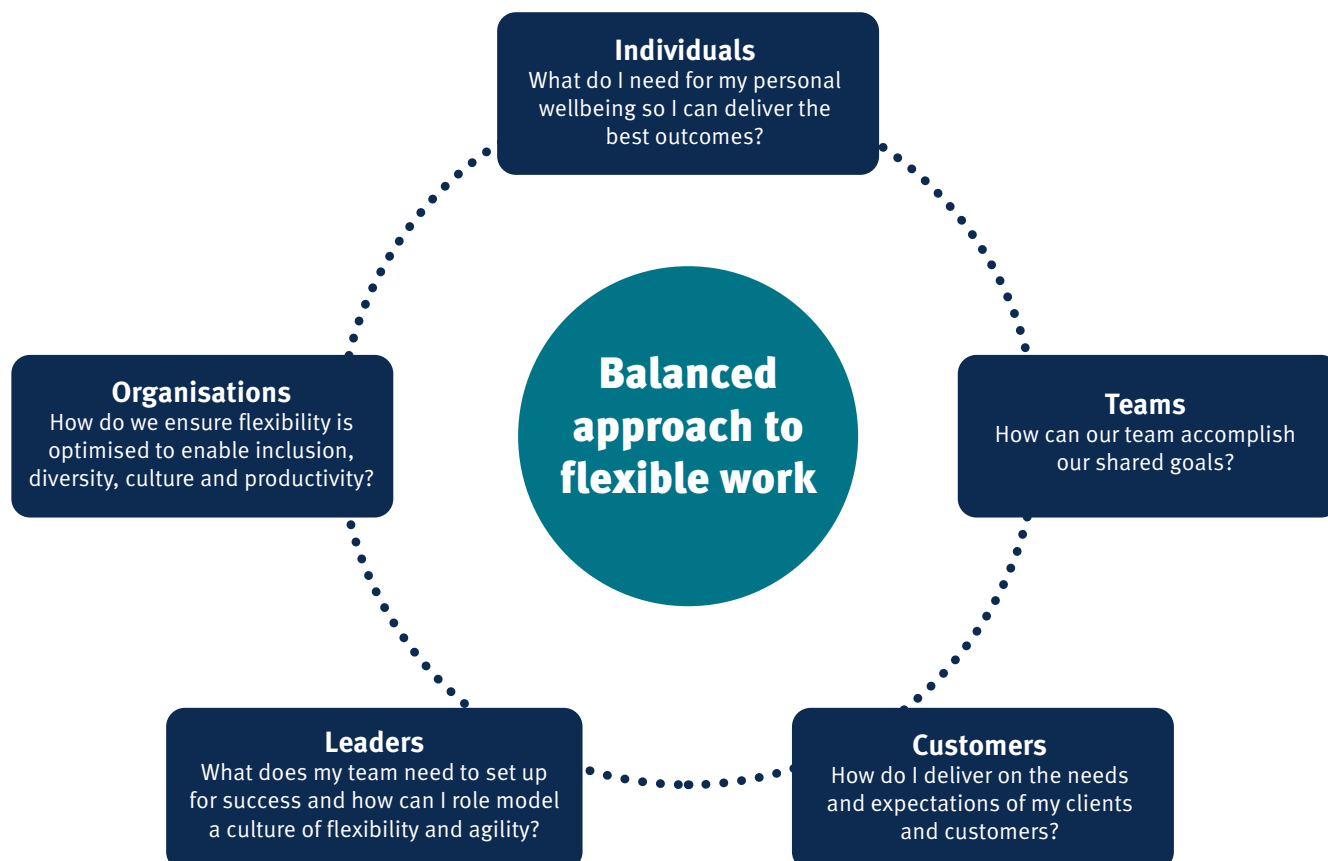 Individuals
What do I need for my personal
wellbeing so I can deliver the
best outcomes?
Balanced
approach to
flexible work
Organisations
How do we ensure flexibility is
optimised to enable inclusion,
diversity, culture and productivity?
Teams
How can our team accomplish
our shared goals?
Leaders
What does my team need to set up
for success and how can I role model
a culture of flexibility and agility?
Customers
How do I deliver on the needs
and expectations of my clients
and customers?